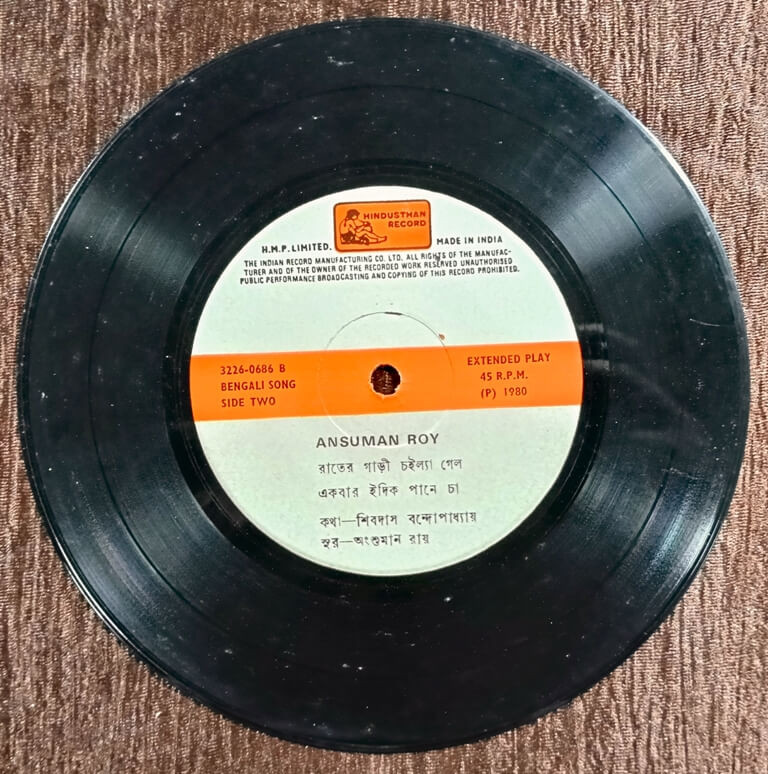 HINDUSTHAN
RECORD
H.M.P. LIMITED. MADE IN INDIA
THE INDIAN RECORD MANUFACTURING CO. LTD. ALL RIGHTS OF THE MANUFAC-
TURER AND OF THE OWNER OF THE RECORDED WORK RESERVED UNAUTHORISED
PUBLIC PERFORMANCE BROADCASTING AND COPYING OF THIS RECORD PROHIBITED.
3226-0686 B
BENGALI SONG
SIDE TWO
EXTENDED PLAY
45 R.P.M.
(P) 1980
ANSUMAN ROY
রাতের গাড়ী চইল্যা গেল
একবার ইদিক পানে চা
কথা—শিবদাস বন্দোপাধ্যায়
সুর—অংশুমান রায়